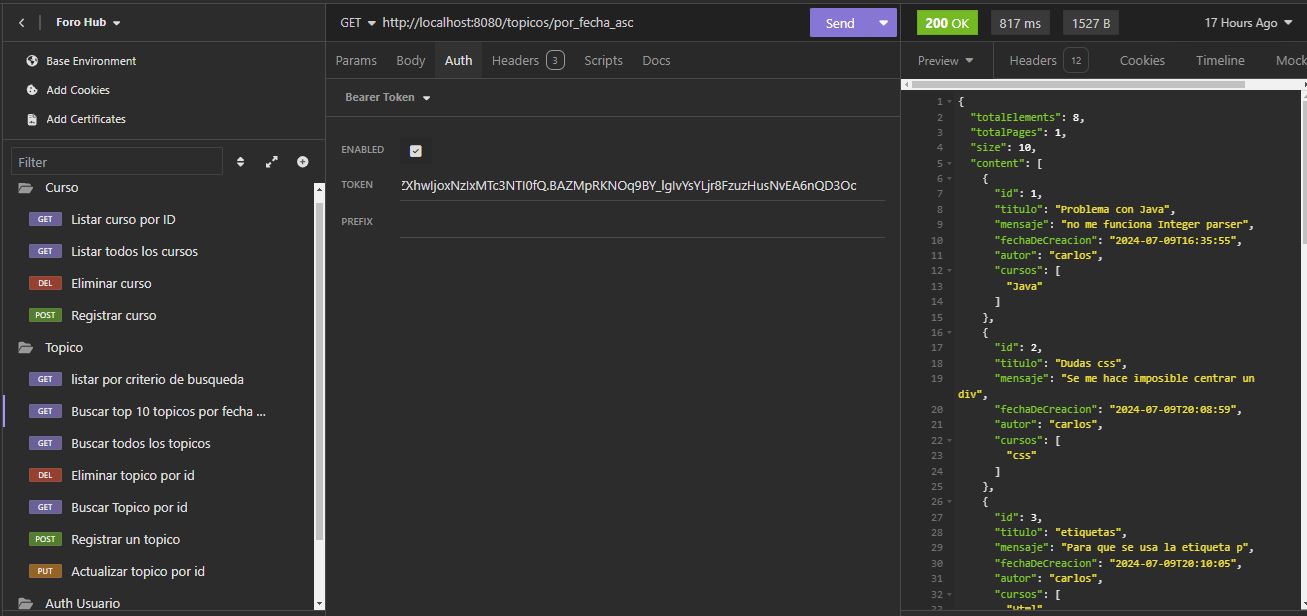 Foro Hub
Base Environment
Add Cookies
Add Certificates
Filter
Curso
GET Listar curso por ID
GET Listar todos los cursos
DEL Eliminar curso
POST Registrar curso
Topico
GET listar por criterio de busqueda
GET Buscar top 10 topicos por fecha ...
GET Buscar todos los topicos
DEL Eliminar topico por id
GET Buscar Topico por id
POST Registrar un topico
PUT Actualizar topico por id
Auth Usuario
GET http://localhost:8080/topicos/por_fecha_asc Send
Params Body Auth Headers 3 Scripts Docs
Bearer Token
ENABLED
TOKEN ZXhwIjoxNzIxMTc3NTI0fQ.BAZMpRKNOq9BY_lgIvYsYLjr8FzuzHusNvEA6nQD3Oc
PREFIX
200 OK 817 ms 1527 B 17 Hours Ago
Preview Headers 12 Cookies Timeline Mock
1 {
2 "totalElements": 8,
3 "totalPages": 1,
4 "size": 10,
5 "content": [
6 {
7 "id": 1,
8 "titulo": "Problema con Java",
9 "mensaje": "no me funciona Integer parser",
10 "fechaDeCreacion": "2024-07-09T16:35:55",
11 "autor": "carlos",
12 "cursos": [
13 "Java"
14 ]
15 },
16 {
17 "id": 2,
18 "titulo": "Dudas css",
19 "mensaje": "Se me hace imposible centrar un
div",
20 "fechaDeCreacion": "2024-07-09T20:08:59",
21 "autor": "carlos",
22 "cursos": [
23 "css"
24 ]
25 },
26 {
27 "id": 3,
28 "titulo": "etiquetas",
29 "mensaje": "Para que se usa la etiqueta p",
30 "fechaDeCreacion": "2024-07-09T20:10:05",
31 "autor": "carlos",
32 "cursos": [
33 "Html"